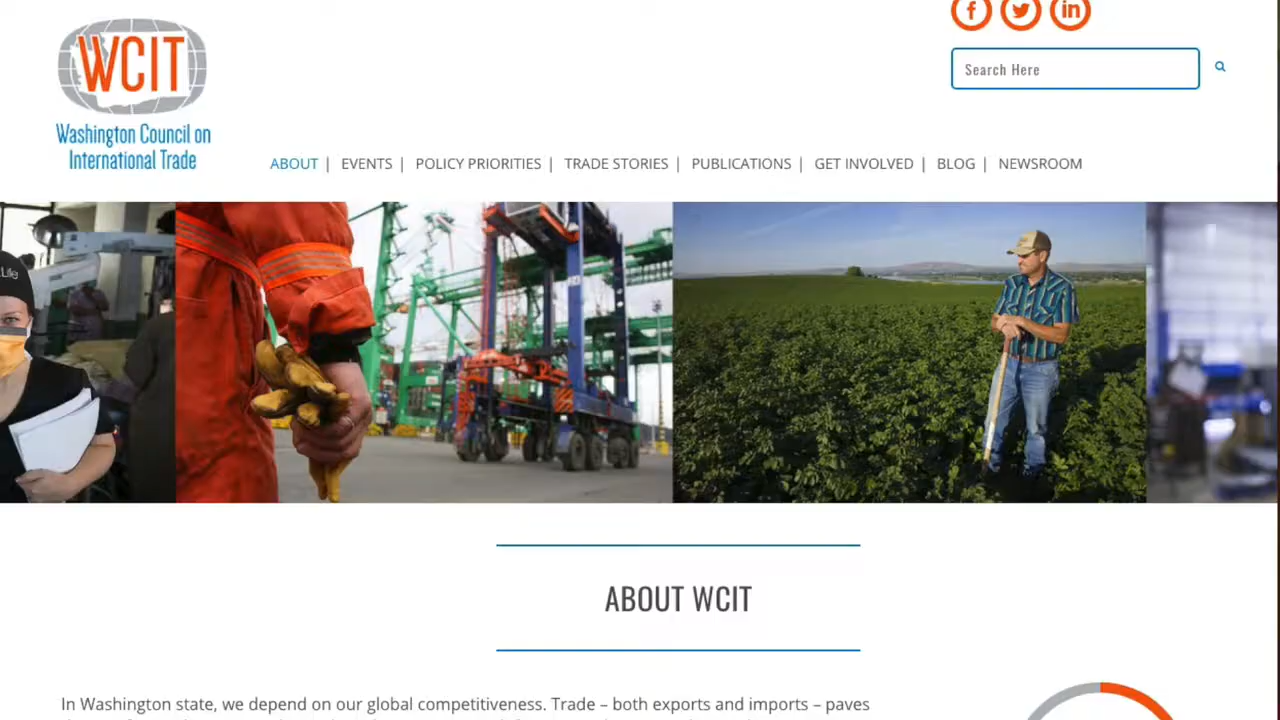 WCIT
Washington Council on
International Trade
Search Here
ABOUT | EVENTS | POLICY PRIORITIES | TRADE STORIES | PUBLICATIONS | GET INVOLVED | BLOG | NEWSROOM
Life
ABOUT WCIT
In Washington state, we depend on our global competitiveness. Trade – both exports and imports – paves